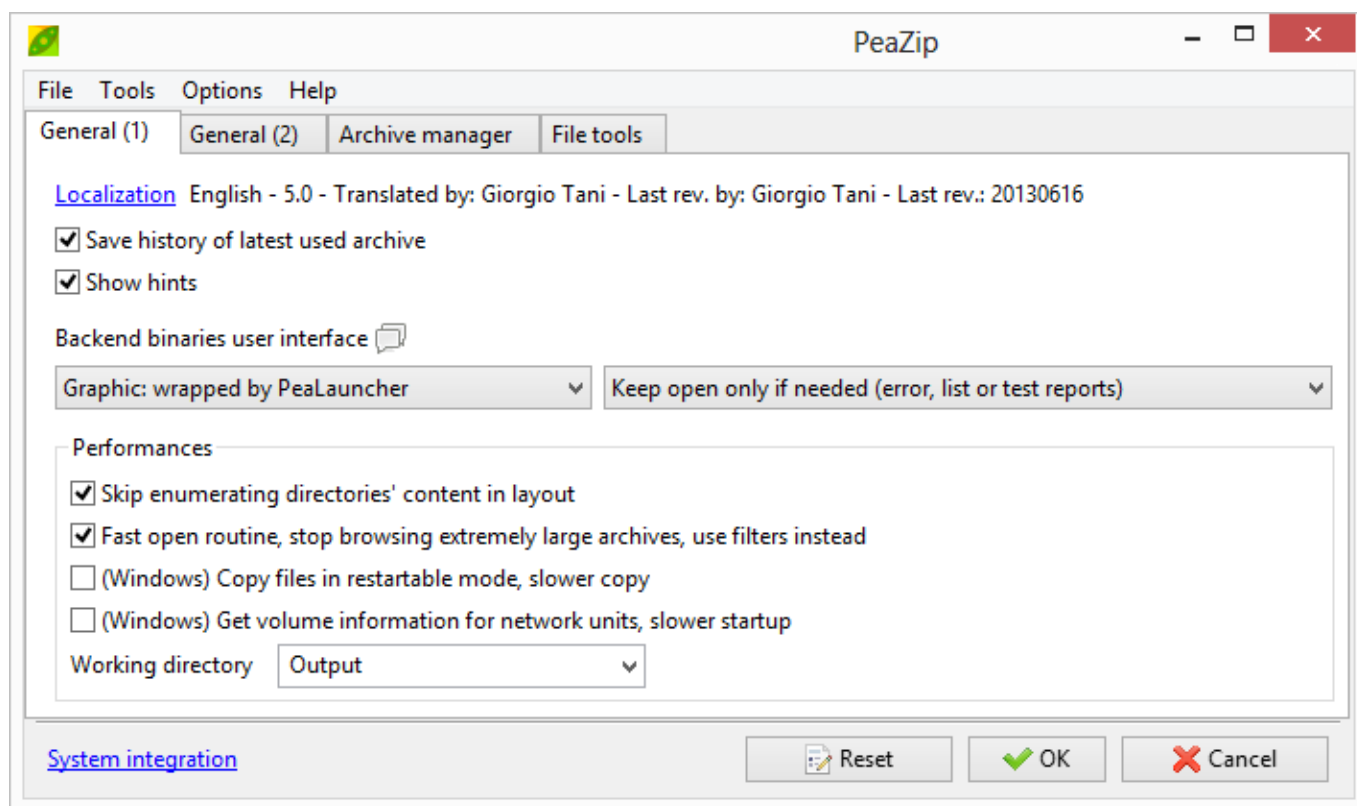 PeaZip
File Tools Options Help
General (1) General (2) Archive manager File tools
Localization English - 5.0 - Translated by: Giorgio Tani - Last rev. by: Giorgio Tani - Last rev.: 20130616
Save history of latest used archive
Show hints
Backend binaries user interface
Graphic: wrapped by PeaLauncher Keep open only if needed (error, list or test reports)
Performances
Skip enumerating directories' content in layout
Fast open routine, stop browsing extremely large archives, use filters instead
(Windows) Copy files in restartable mode, slower copy
(Windows) Get volume information for network units, slower startup
Working directory Output
System integration Reset OK Cancel